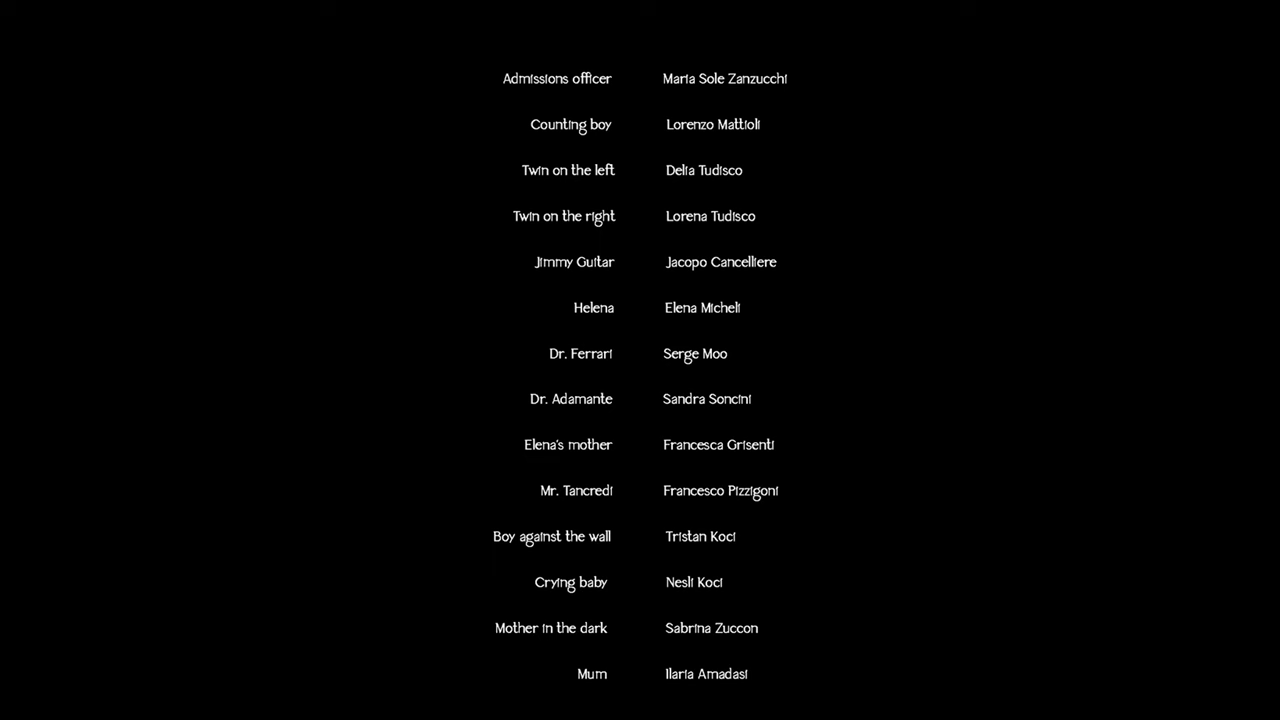 Admissions officer Maria Sole Zanzucchi
Counting boy Lorenzo Mattioli
Twin on the left Delia Tudisco
Twin on the right Lorena Tudisco
Jimmy Guitar Jacopo Cancelliere
Helena Elena Micheli
Dr. Ferrari Serge Moo
Dr. Adamante Sandra Soncini
Elena's mother Francesca Grisenti
Mr. Tancredi Francesco Pizzigoni
Boy against the wall Tristan Koci
Crying baby Nesli Koci
Mother in the dark Sabrina Zuccon
Mum Ilaria Amadasi